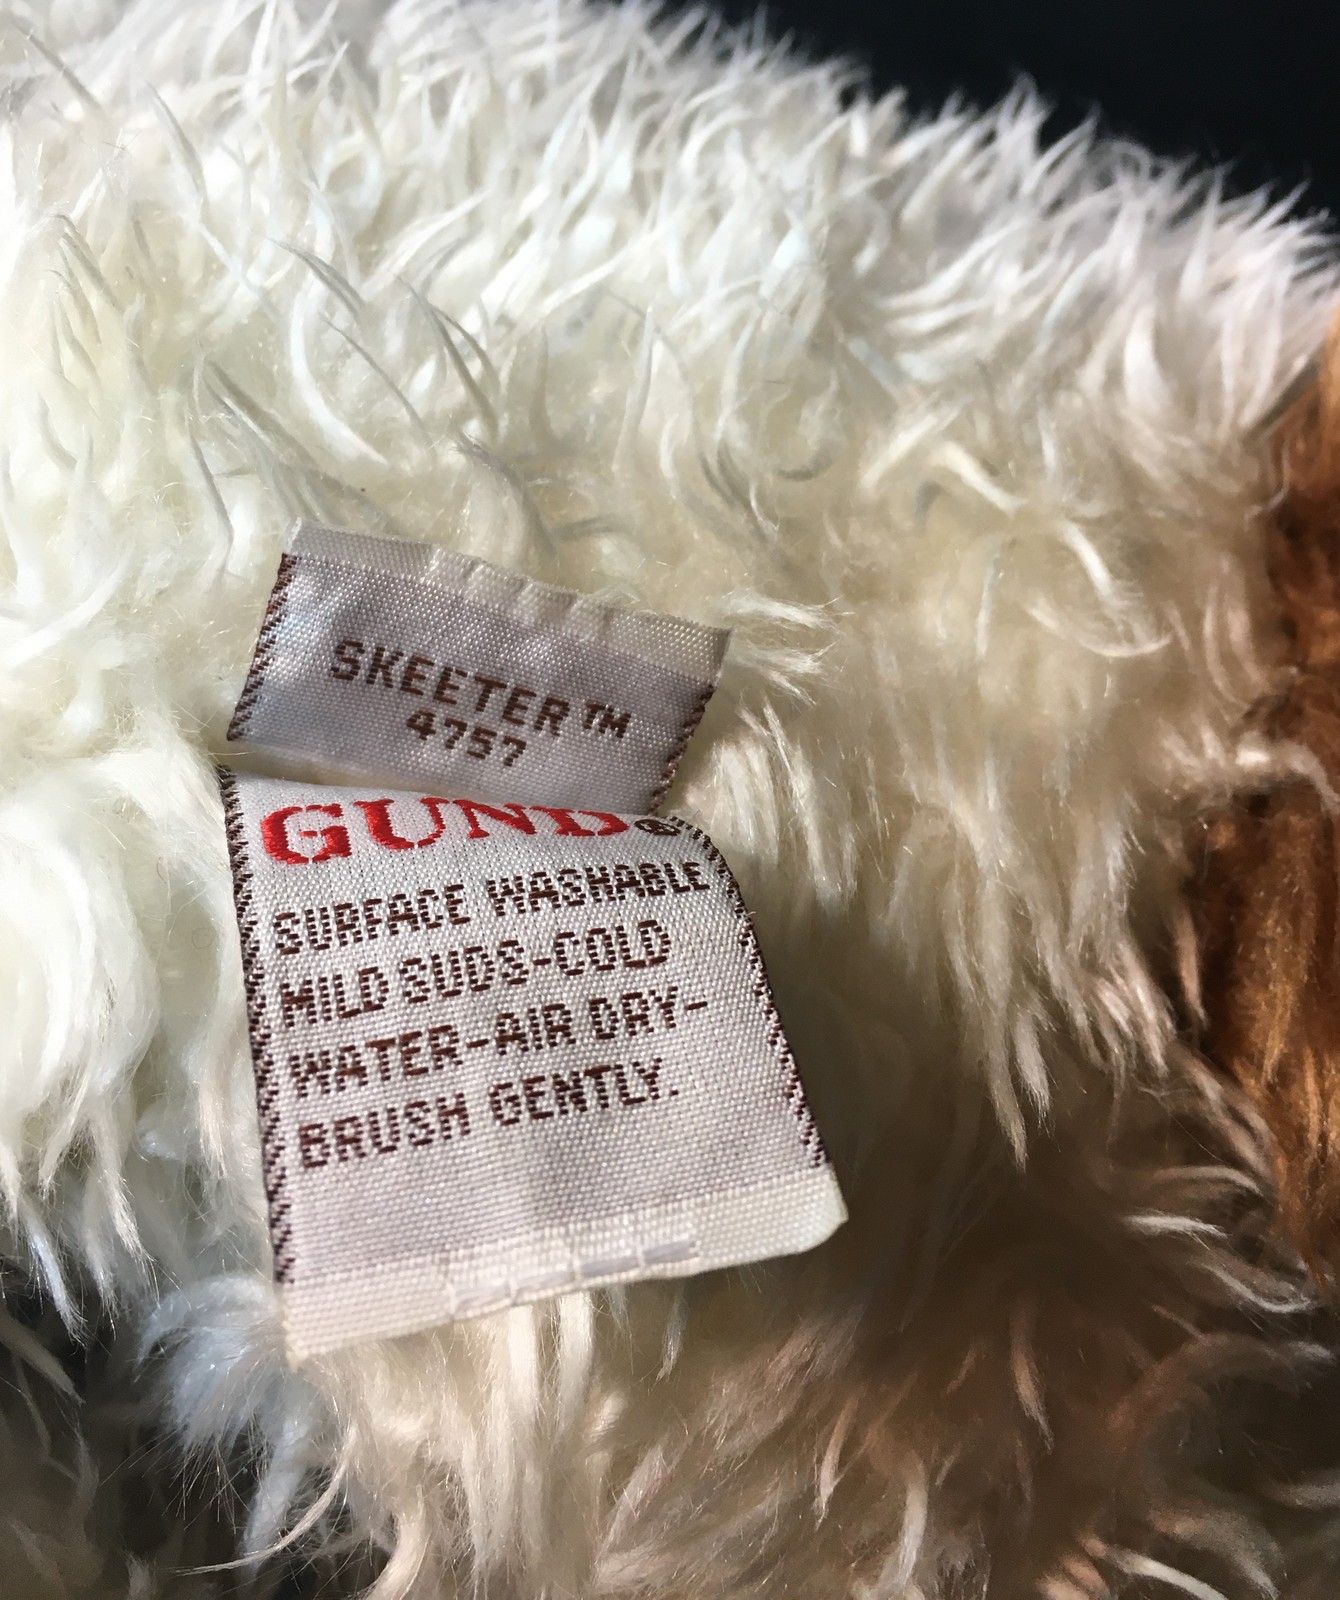 SKEETER™
4757
GUND®
SURFACE WASHABLE
MILD SUDS-COLD
WATER-AIR DRY-
BRUSH GENTLY.